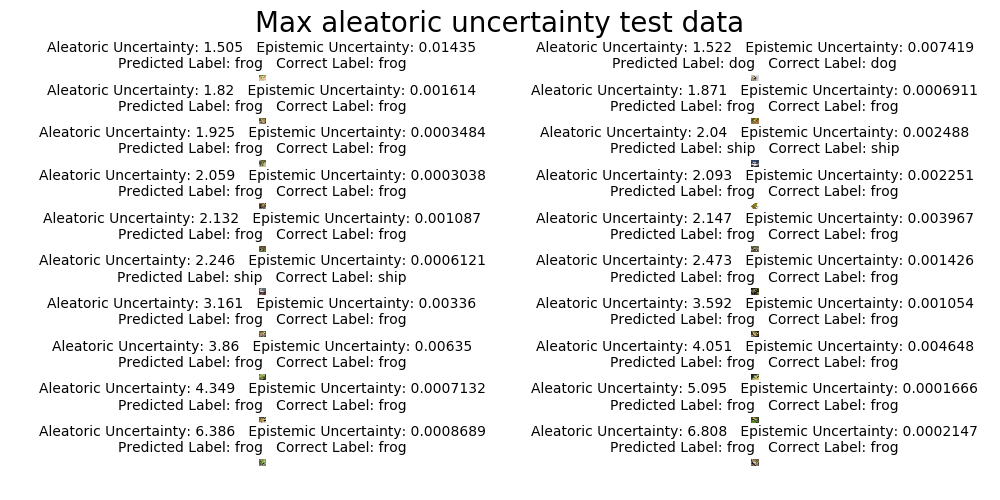 Max aleatoric uncertainty test data
Aleatoric Uncertainty: 1.505 Epistemic Uncertainty: 0.01435
Predicted Label: frog Correct Label: frog
Aleatoric Uncertainty: 1.522 Epistemic Uncertainty: 0.007419
Predicted Label: dog Correct Label: dog
Aleatoric Uncertainty: 1.82 Epistemic Uncertainty: 0.001614
Predicted Label: frog Correct Label: frog
Aleatoric Uncertainty: 1.871 Epistemic Uncertainty: 0.0006911
Predicted Label: frog Correct Label: frog
Aleatoric Uncertainty: 1.925 Epistemic Uncertainty: 0.0003484
Predicted Label: frog Correct Label: frog
Aleatoric Uncertainty: 2.04 Epistemic Uncertainty: 0.002488
Predicted Label: ship Correct Label: ship
Aleatoric Uncertainty: 2.059 Epistemic Uncertainty: 0.0003038
Predicted Label: frog Correct Label: frog
Aleatoric Uncertainty: 2.093 Epistemic Uncertainty: 0.002251
Predicted Label: frog Correct Label: frog
Aleatoric Uncertainty: 2.132 Epistemic Uncertainty: 0.001087
Predicted Label: frog Correct Label: frog
Aleatoric Uncertainty: 2.147 Epistemic Uncertainty: 0.003967
Predicted Label: frog Correct Label: frog
Aleatoric Uncertainty: 2.246 Epistemic Uncertainty: 0.0006121
Predicted Label: ship Correct Label: ship
Aleatoric Uncertainty: 2.473 Epistemic Uncertainty: 0.001426
Predicted Label: frog Correct Label: frog
Aleatoric Uncertainty: 3.161 Epistemic Uncertainty: 0.00336
Predicted Label: frog Correct Label: frog
Aleatoric Uncertainty: 3.592 Epistemic Uncertainty: 0.001054
Predicted Label: frog Correct Label: frog
Aleatoric Uncertainty: 3.86 Epistemic Uncertainty: 0.00635
Predicted Label: frog Correct Label: frog
Aleatoric Uncertainty: 4.051 Epistemic Uncertainty: 0.004648
Predicted Label: frog Correct Label: frog
Aleatoric Uncertainty: 4.349 Epistemic Uncertainty: 0.0007132
Predicted Label: frog Correct Label: frog
Aleatoric Uncertainty: 5.095 Epistemic Uncertainty: 0.0001666
Predicted Label: frog Correct Label: frog
Aleatoric Uncertainty: 6.386 Epistemic Uncertainty: 0.0008689
Predicted Label: frog Correct Label: frog
Aleatoric Uncertainty: 6.808 Epistemic Uncertainty: 0.0002147
Predicted Label: frog Correct Label: frog